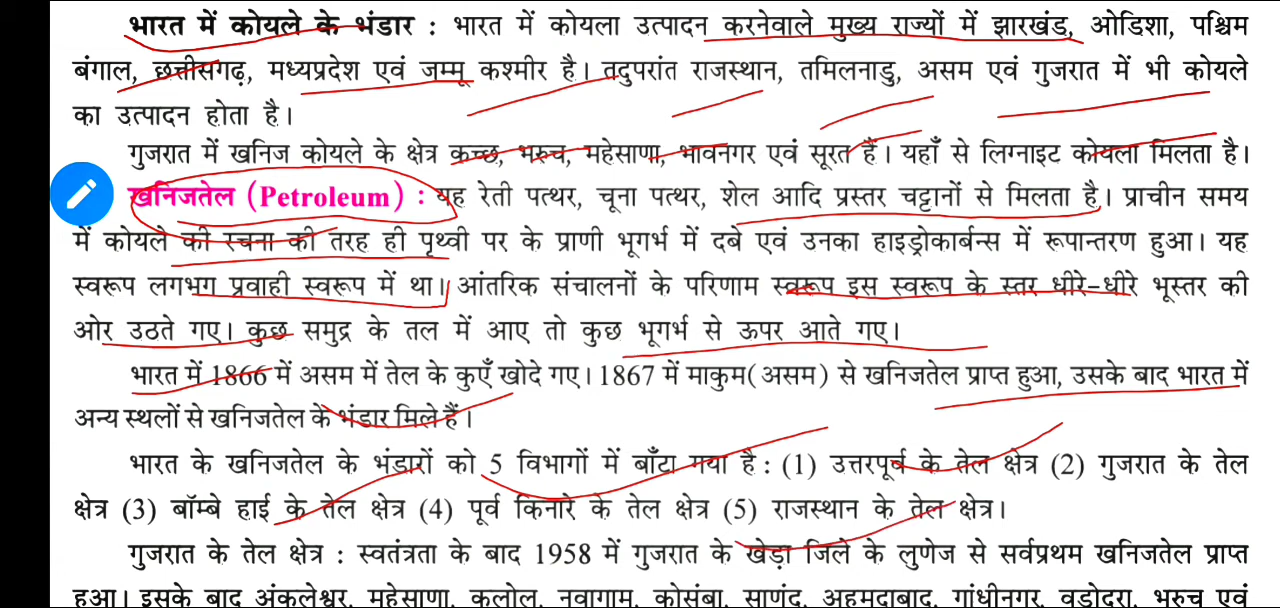 भारत में कोयले के भंडार : भारत में कोयला उत्पादन करनेवाले मुख्य राज्यों में झारखंड, ओडिशा, पश्चिम
बंगाल, छत्तीसगढ़, मध्यप्रदेश एवं जम्मू कश्मीर है। तदुपरांत राजस्थान, तमिलनाडु, असम एवं गुजरात में भी कोयले
का उत्पादन होता है।
गुजरात में खनिज कोयले के क्षेत्र कच्छ, भरुच, महेसाणा, भावनगर एवं सूरत हैं। यहाँ से लिग्नाइट कोयला मिलता है।
खनिजतेल (Petroleum) : यह रेती पत्थर, चूना पत्थर, शेल आदि प्रस्तर चट्टानों से मिलता है। प्राचीन समय
में कोयले की रचना की तरह ही पृथ्वी पर के प्राणी भूगर्भ में दबे एवं उनका हाइड्रोकार्बन्स में रूपान्तरण हुआ। यह
स्वरूप लगभग प्रवाही स्वरूप में था। आंतरिक संचालनों के परिणाम स्वरूप इस स्वरूप के स्तर धीरे-धीरे भूस्तर की
ओर उठते गए। कुछ समुद्र के तल में आए तो कुछ भूगर्भ से ऊपर आते गए।
भारत में 1866 में असम में तेल के कुएँ खोदे गए। 1867 में माकुम(असम) से खनिजतेल प्राप्त हुआ, उसके बाद भारत में
अन्य स्थलों से खनिजतेल के भंडार मिले हैं।
भारत के खनिजतेल के भंडारों को 5 विभागों में बाँटा गया है : (1) उत्तरपूर्व के तेल क्षेत्र (2) गुजरात के तेल
क्षेत्र (3) बॉम्बे हाई के तेल क्षेत्र (4) पूर्व किनारे के तेल क्षेत्र (5) राजस्थान के तेल क्षेत्र।
गुजरात के तेल क्षेत्र : स्वतंत्रता के बाद 1958 में गुजरात के खेड़ा जिले के लुणेज से सर्वप्रथम खनिजतेल प्राप्त
हुआ। इसके बाद अंकलेश्वर, महेसाणा, कलोल, नवागाम, कोसंबा, साणंद, अहमदाबाद, गांधीनगर, वडोदरा, भरुच एवं